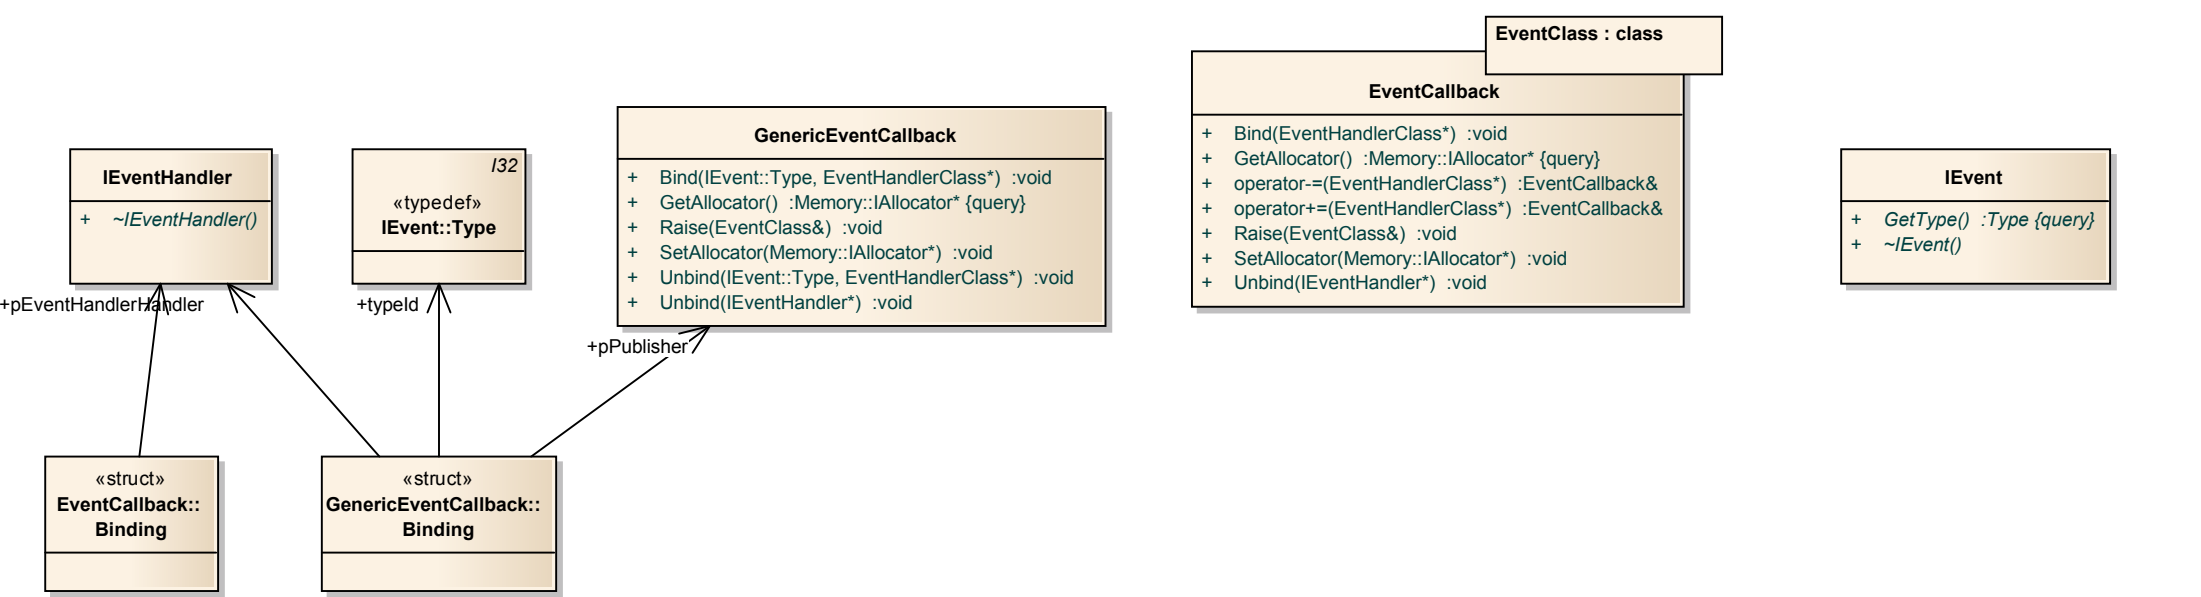 IEventHandler
+ ~IEventHandler()
I32
«typedef»
IEvent::Type
GenericEventCallback
+ Bind(IEvent::Type, EventHandlerClass*) :void
+ GetAllocator() :Memory::IAllocator* {query}
+ Raise(EventClass&) :void
+ SetAllocator(Memory::IAllocator*) :void
+ Unbind(IEvent::Type, EventHandlerClass*) :void
+ Unbind(IEventHandler*) :void
EventClass : class
EventCallback
+ Bind(EventHandlerClass*) :void
+ GetAllocator() :Memory::IAllocator* {query}
+ operator-=(EventHandlerClass*) :EventCallback&
+ operator+=(EventHandlerClass*) :EventCallback&
+ Raise(EventClass&) :void
+ SetAllocator(Memory::IAllocator*) :void
+ Unbind(IEventHandler*) :void
IEvent
+ GetType() :Type {query}
+ ~IEvent()
+pEventHandlerHandler
+typeId
+pPublisher
«struct»
EventCallback::
Binding
«struct»
GenericEventCallback::
Binding